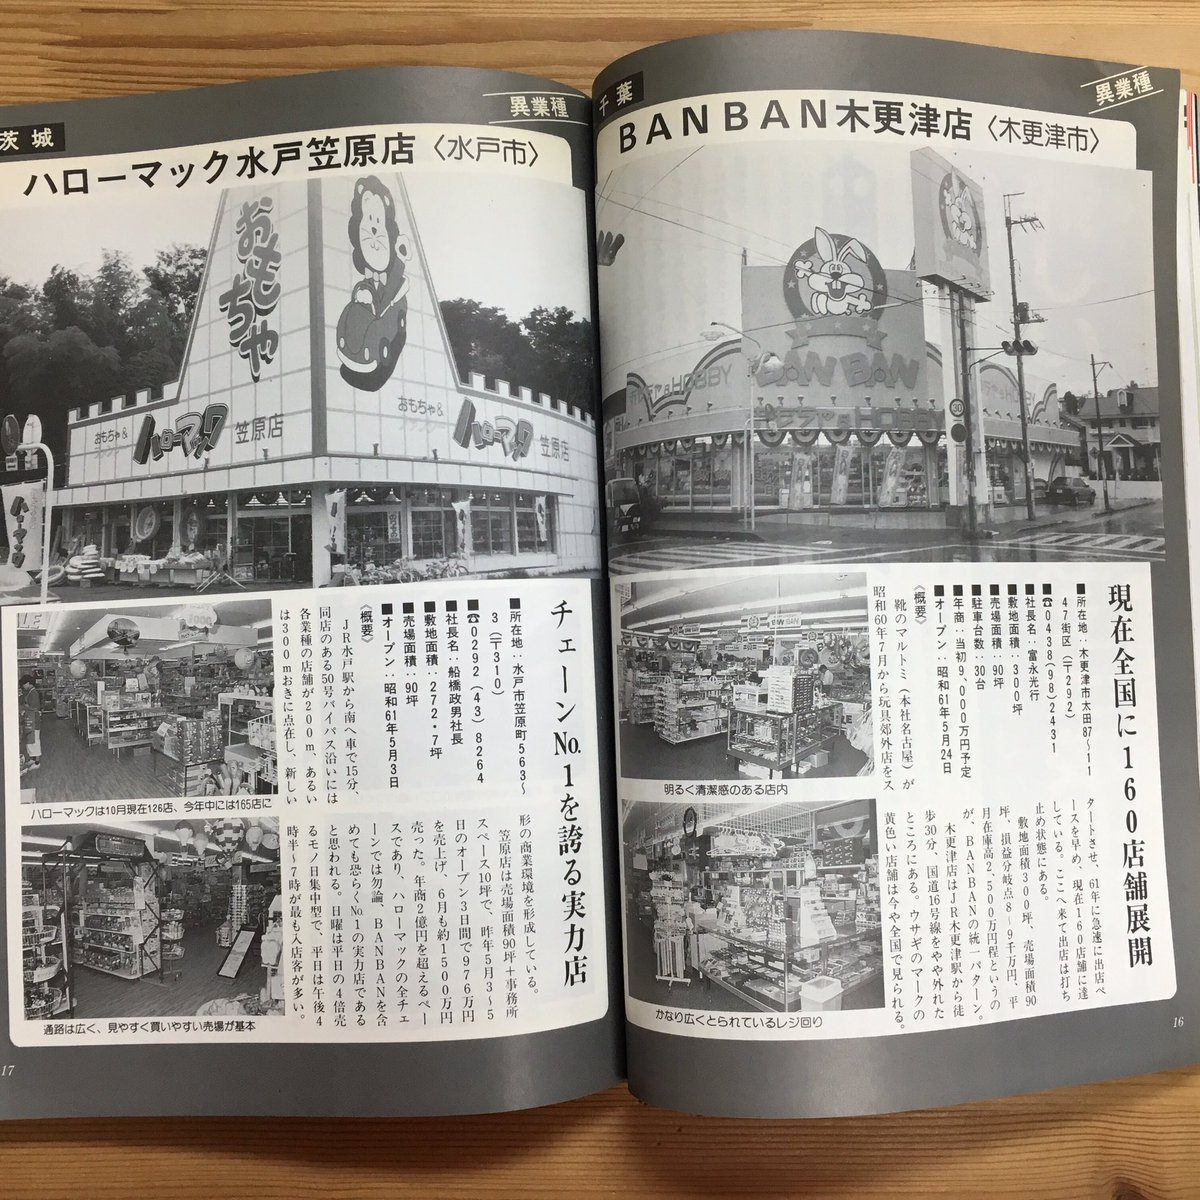 千葉
異業種
BANBAN木更津店〈木更津市〉
BANBAN
プラモ&HOBBY
30
現在全国に160店舗展開
■所在地:木更津市太田87〜11
47街区(〒292)
■☎0438(98)2431
■社長名:富永光行
■敷地面積:300坪
■売場面積:90坪
■駐車台数:30台
■年商:当初9,000万円予定
■オープン:昭和61年5月24日
《概要》
靴のマルトミ(本社名古屋)が
昭和60年7月から玩具郊外店をス
タートさせ、61年に急速に出店ペ
ースを早め、現在160店舗に達
している。ここへ来て出店は打ち
止め状態にある。
敷地面積300坪、売場面積90
坪、損益分岐点8〜9千万円、平
月在庫高2,500万円程というの
が、BANBANの統一パターン。
木更津店はJR木更津駅から徒
歩30分、国道16号線をやや外れた
ところにある。ウサギのマークの
黄色い店舗は今や全国で見られる。
明るく清潔感のある店内
かなり広くとられているレジ回り
16
茨城
異業種
ハローマック水戸笠原店〈水戸市〉
おもちゃ
おもちゃ&
ハローマック
笠原店
おもちゃ&
ハローマック
笠原店
ハローマック
チェーンNo.1を誇る実力店
■所在地:水戸市笠原町563〜
3(〒310)
■☎0292(43)8264
■社長名:船橋政男社長
■敷地面積:272・7坪
■売場面積:90坪
■オープン:昭和61年5月3日
《概要》
JR水戸駅から南へ車で15分、
同店のある50号バイパス沿いには
各業種の店舗が200m、あるい
は300mおきに点在し、新しい
形の商業環境を形成している。
笠原店は売場面積90坪+事務所
スペース10坪で、昨年5月3〜5
日のオープン3日間で976万円
を売上げ、6月も約1500万円
売った。年商2億円を超えるペー
スであり、ハローマックの全チェ
ーンでは勿論、BANBANを含
めても恐らくNo.1の実力店である
と思われる。日曜は平日の4倍売
るモノ日集中型で、平日は午後4
時半〜7時が最も入店客が多い。
ハローマックは10月現在126店、今年中には165店に
通路は広く、見やすく買いやすい売場が基本
17